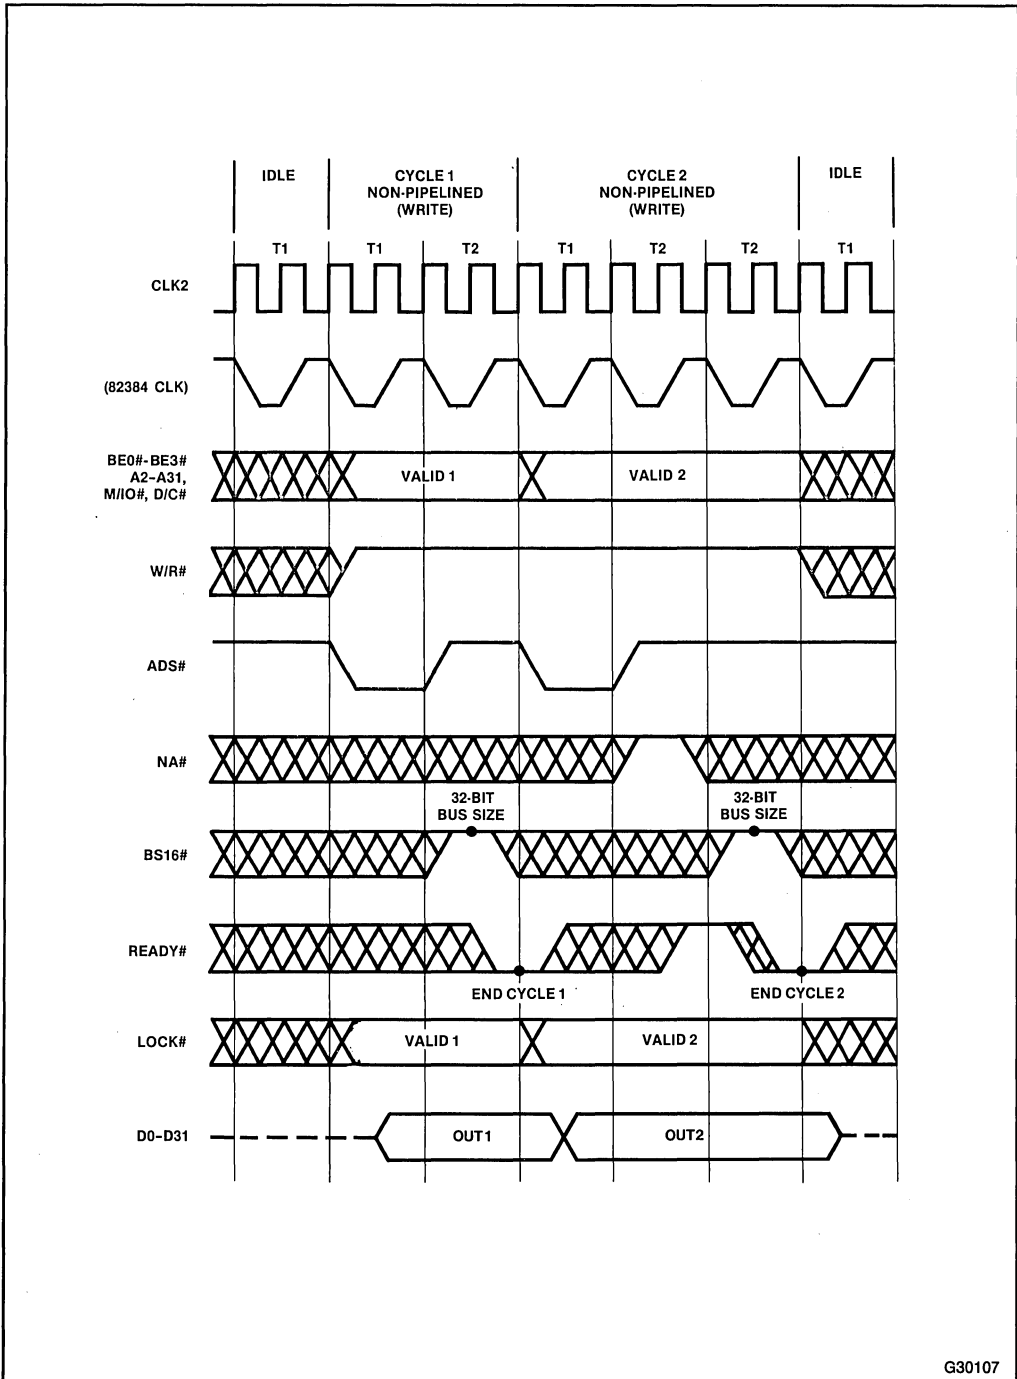 IDLE
CYCLE 1
NON-PIPELINED
(WRITE)
CYCLE 2
NON-PIPELINED
(WRITE)
IDLE
T1 T1 T2 T1 T2 T2 T1
CLK2
(82384 CLK)
BE0#-BE3#
A2-A31,
M/IO#, D/C#
VALID 1 VALID 2
W/R#
ADS#
NA#
32-BIT
BUS SIZE
32-BIT
BUS SIZE
BS16#
READY#
END CYCLE 1 END CYCLE 2
LOCK#
VALID 1 VALID 2
D0-D31
OUT1 OUT2
G30107